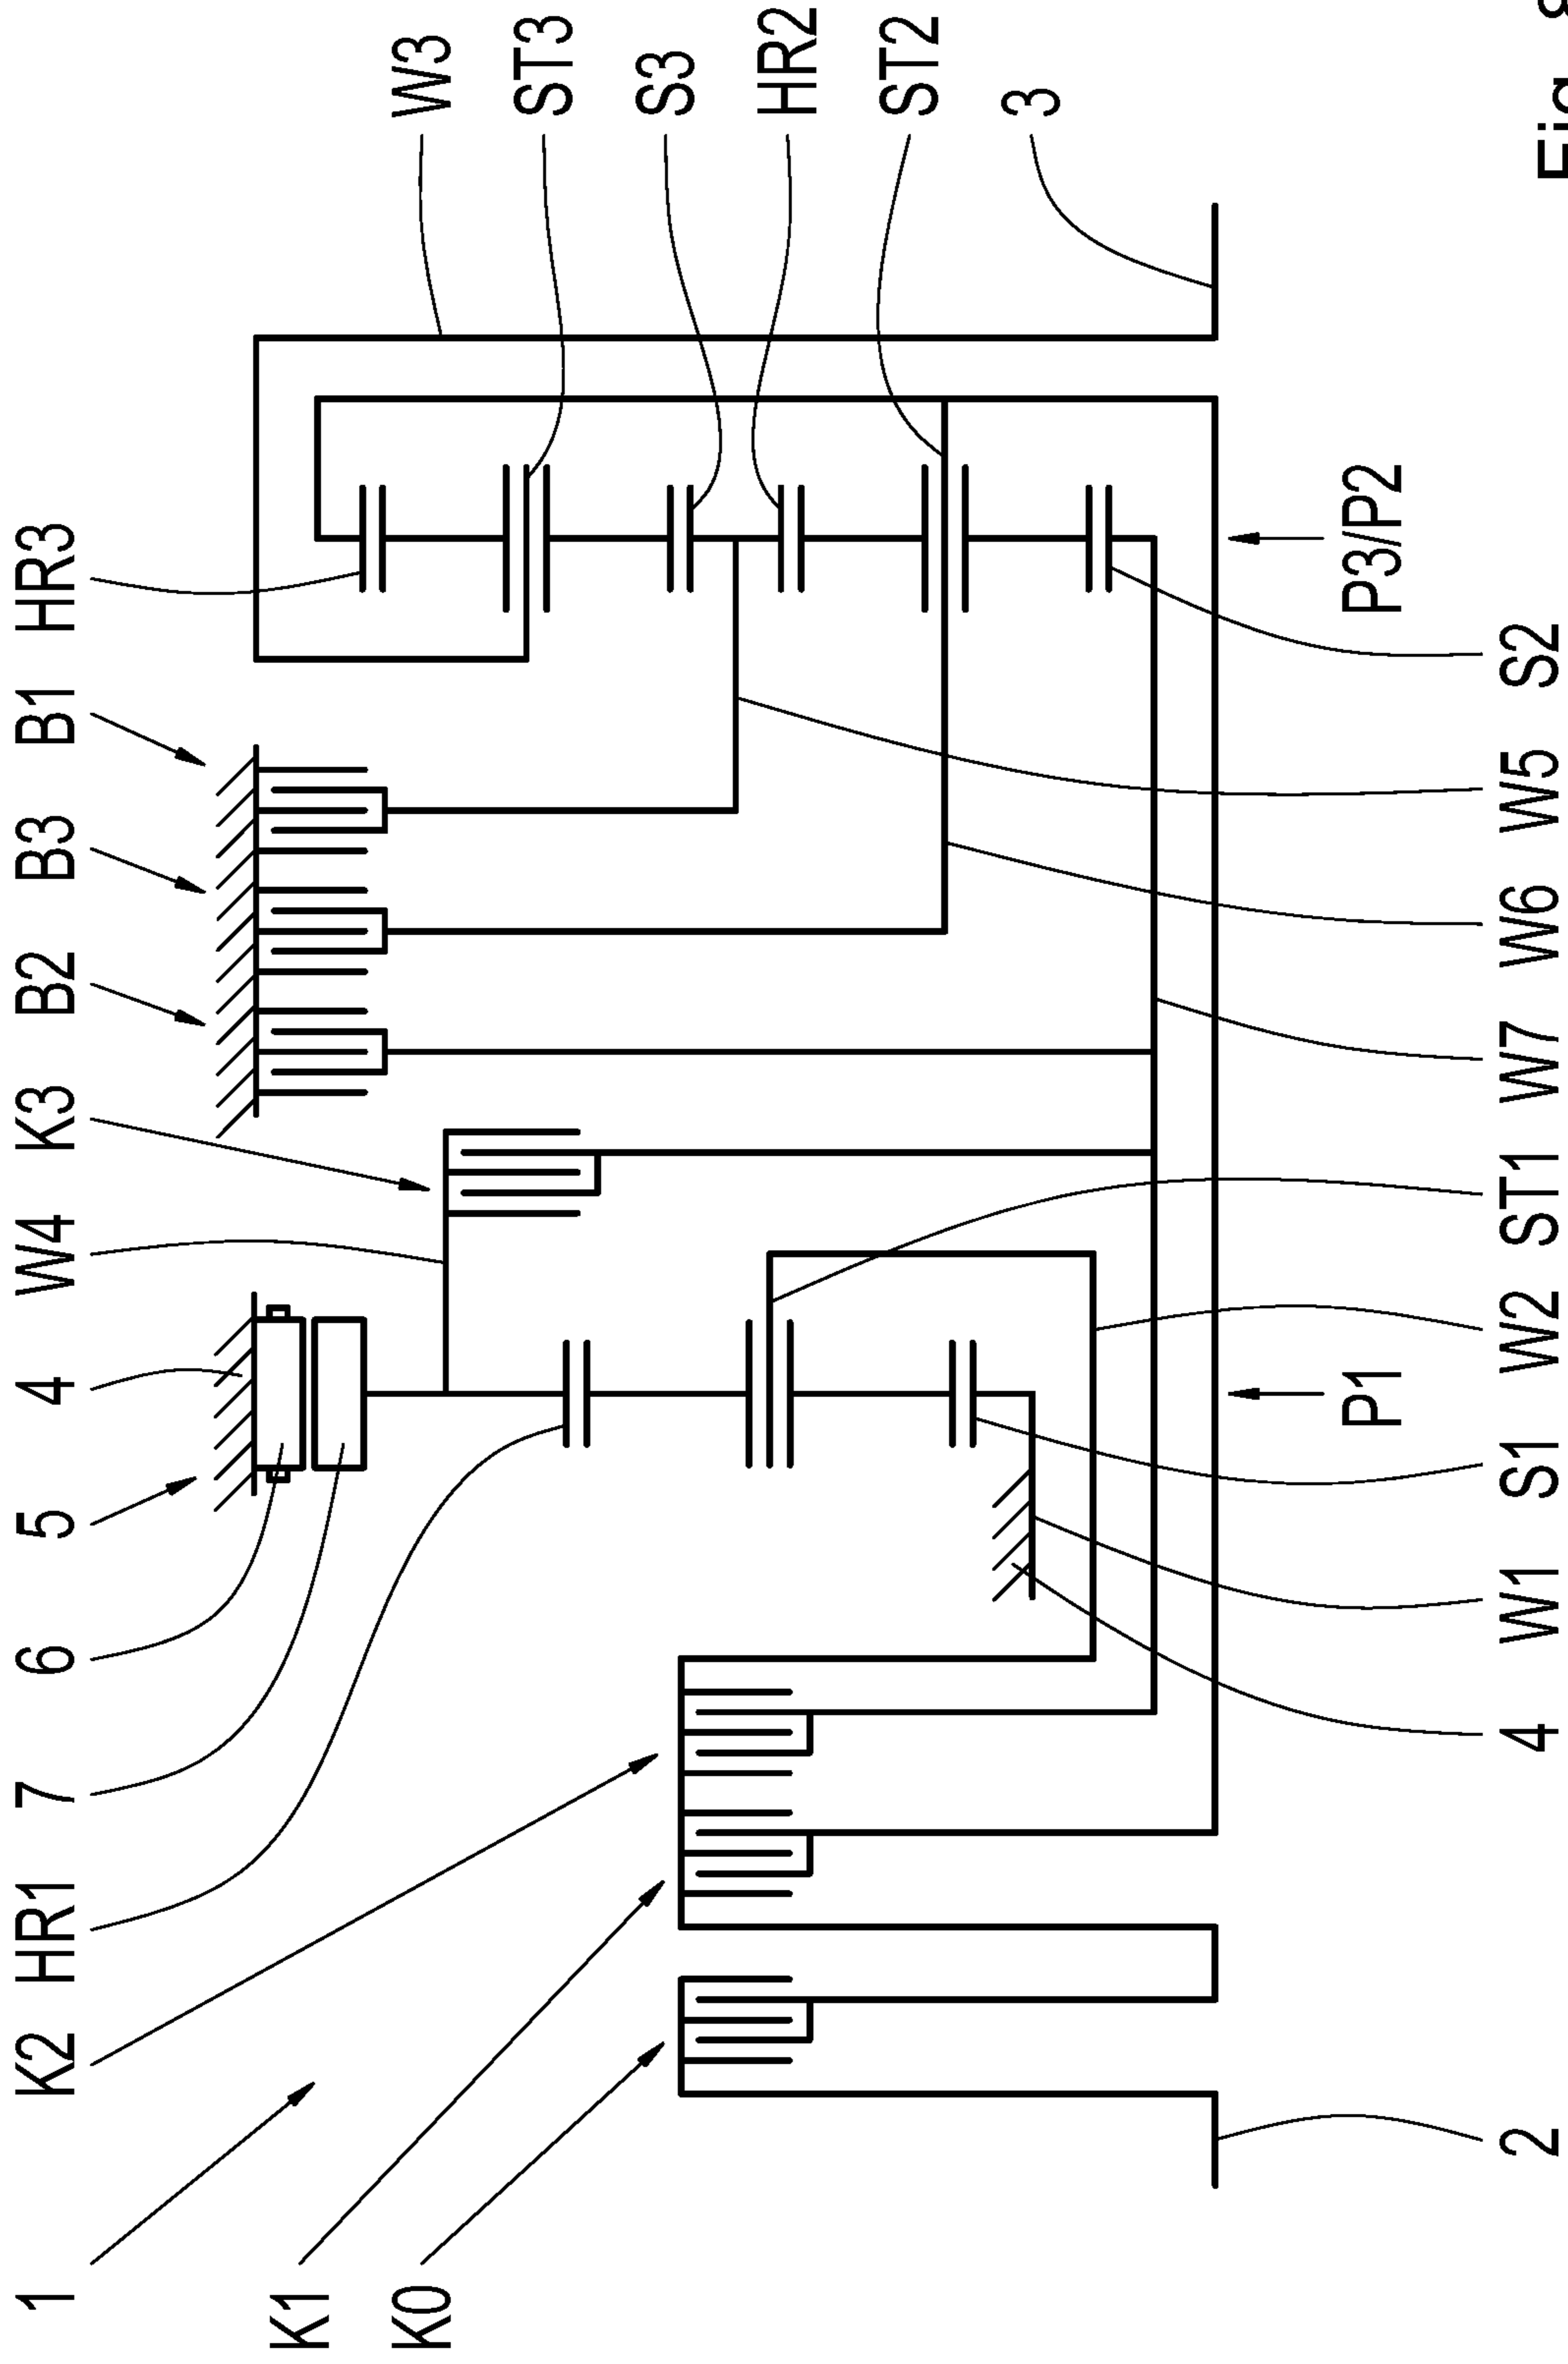 1 K2 HR1 7 6 5 4 W4 K3 B2 B3 B1 HR3
K1
K0 W3
ST3
S3
HR2
ST2
3
P1 P3/P2
2 4 W1 S1 W2 ST1 W7 W6 W5 S2
Fig